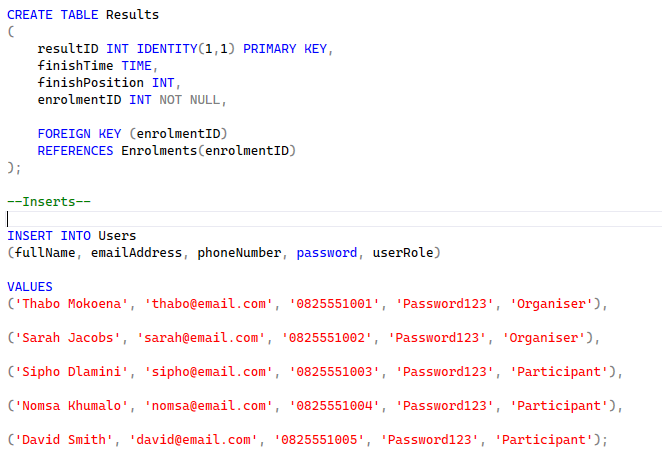 CREATE TABLE Results
(
    resultID INT IDENTITY(1,1) PRIMARY KEY,
    finishTime TIME,
    finishPosition INT,
    enrolmentID INT NOT NULL,

    FOREIGN KEY (enrolmentID)
    REFERENCES Enrolments(enrolmentID)
);

--Inserts--

INSERT INTO Users
(fullName, emailAddress, phoneNumber, password, userRole)

VALUES
('Thabo Mokoena', 'thabo@email.com', '0825551001', 'Password123', 'Organiser'),

('Sarah Jacobs', 'sarah@email.com', '0825551002', 'Password123', 'Organiser'),

('Sipho Dlamini', 'sipho@email.com', '0825551003', 'Password123', 'Participant'),

('Nomsa Khumalo', 'nomsa@email.com', '0825551004', 'Password123', 'Participant'),

('David Smith', 'david@email.com', '0825551005', 'Password123', 'Participant');